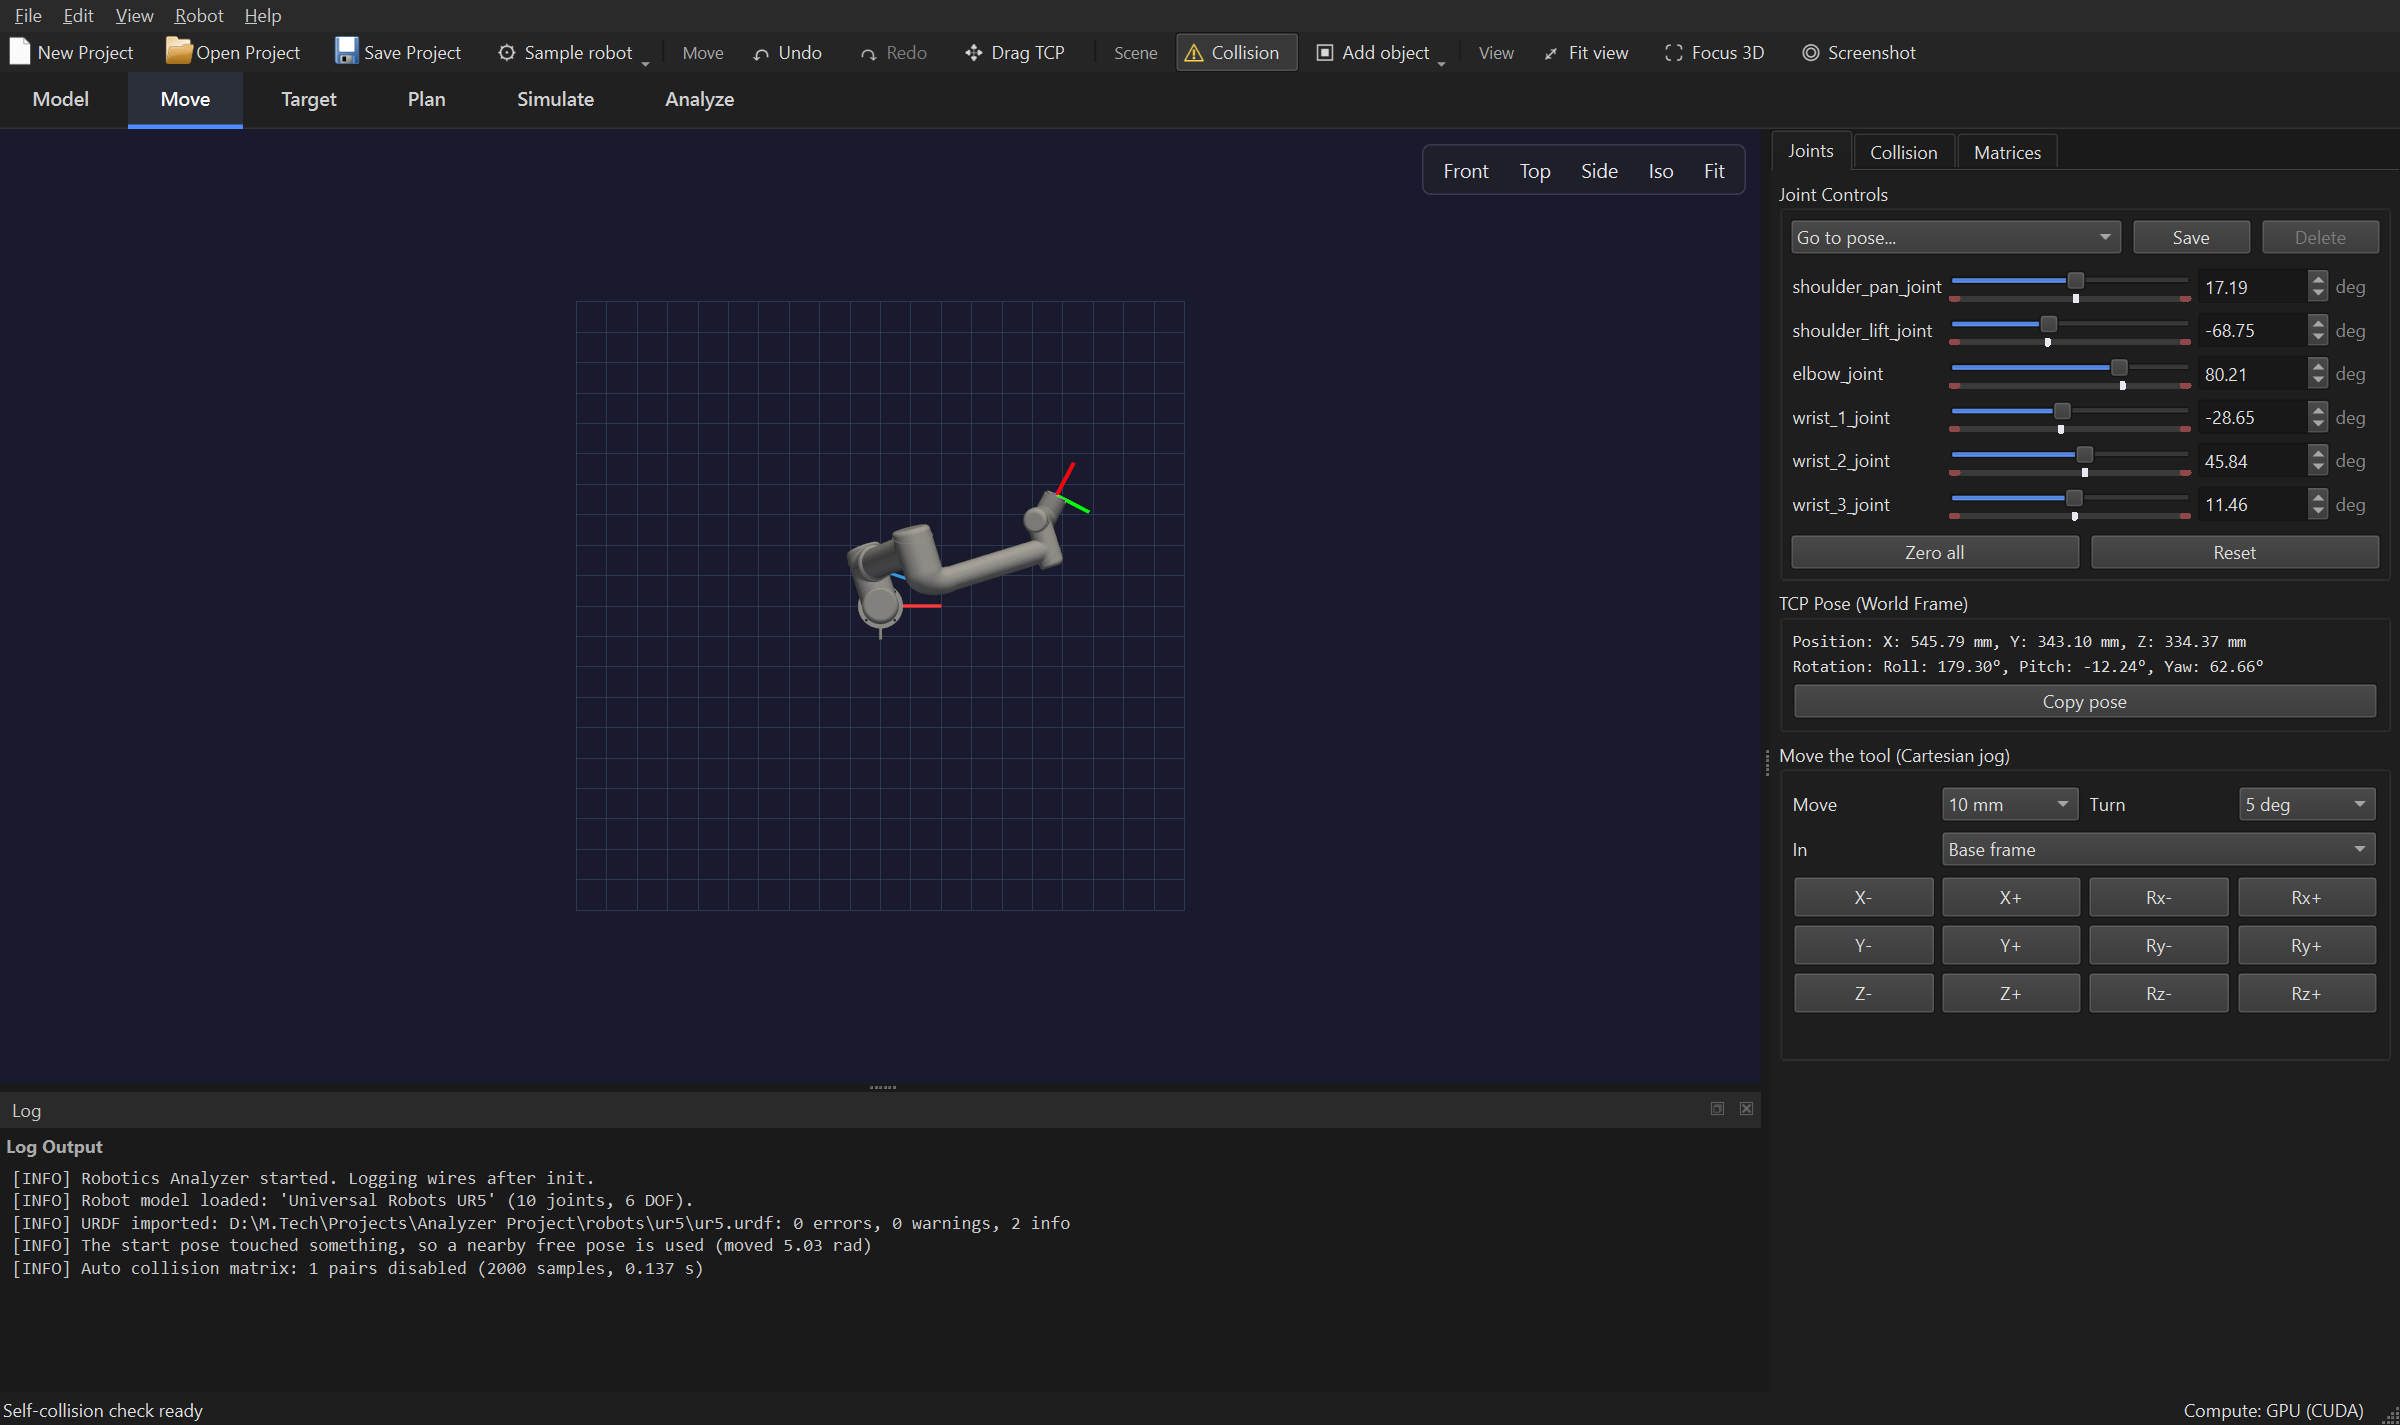 File Edit View Robot Help
New Project Open Project Save Project Sample robot Move Undo Redo Drag TCP Scene Collision Add object View Fit view Focus 3D Screenshot
Model Move Target Plan Simulate Analyze
Front Top Side Iso Fit
Joints Collision Matrices
Joint Controls
Go to pose... Save Delete
shoulder_pan_joint 17.19 deg
shoulder_lift_joint -68.75 deg
elbow_joint 80.21 deg
wrist_1_joint -28.65 deg
wrist_2_joint 45.84 deg
wrist_3_joint 11.46 deg
Zero all Reset
TCP Pose (World Frame)
Position: X: 545.79 mm, Y: 343.10 mm, Z: 334.37 mm
Rotation: Roll: 179.30°, Pitch: -12.24°, Yaw: 62.66°
Copy pose
Move the tool (Cartesian jog)
Move 10 mm Turn 5 deg
In Base frame
X- X+ Rx- Rx+
Y- Y+ Ry- Ry+
Z- Z+ Rz- Rz+
Log
Log Output
[INFO] Robotics Analyzer started. Logging wires after init.
[INFO] Robot model loaded: 'Universal Robots UR5' (10 joints, 6 DOF).
[INFO] URDF imported: D:\M.Tech\Projects\Analyzer Project\robots\ur5\ur5.urdf: 0 errors, 0 warnings, 2 info
[INFO] The start pose touched something, so a nearby free pose is used (moved 5.03 rad)
[INFO] Auto collision matrix: 1 pairs disabled (2000 samples, 0.137 s)
Self-collision check ready
Compute: GPU (CUDA)